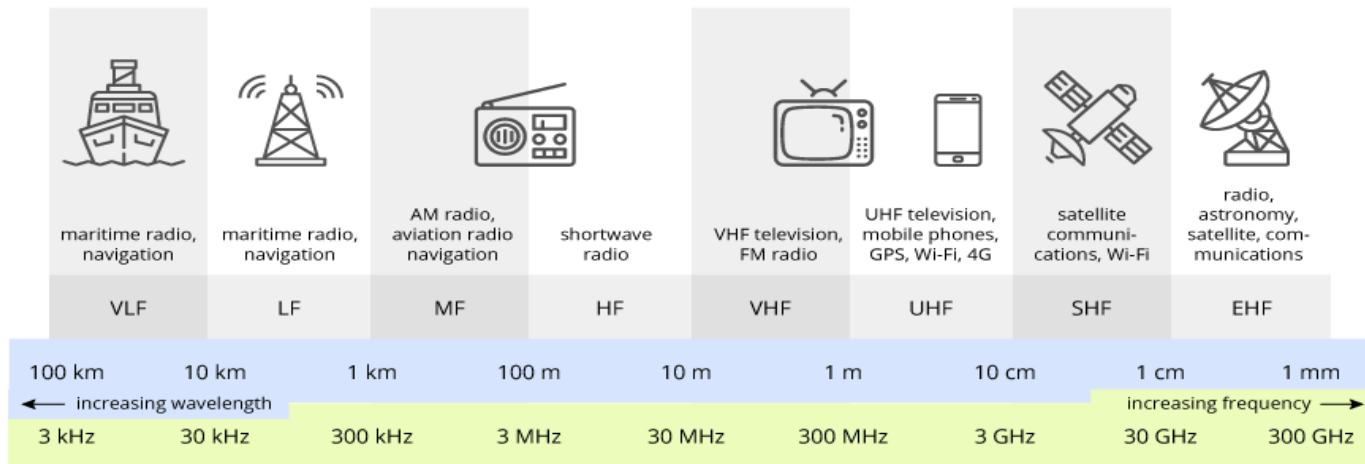 maritime radio,
navigation
maritime radio,
navigation
AM radio,
aviation radio
navigation
shortwave
radio
VHF television,
FM radio
UHF television,
mobile phones,
GPS, Wi-Fi, 4G
satellite
communi-
cations, Wi-Fi
radio,
astronomy,
satellite, com-
munications
VLF LF MF HF VHF UHF SHF EHF
100 km 10 km 1 km 100 m 10 m 1 m 10 cm 1 cm 1 mm
increasing wavelength increasing frequency
3 kHz 30 kHz 300 kHz 3 MHz 30 MHz 300 MHz 3 GHz 30 GHz 300 GHz